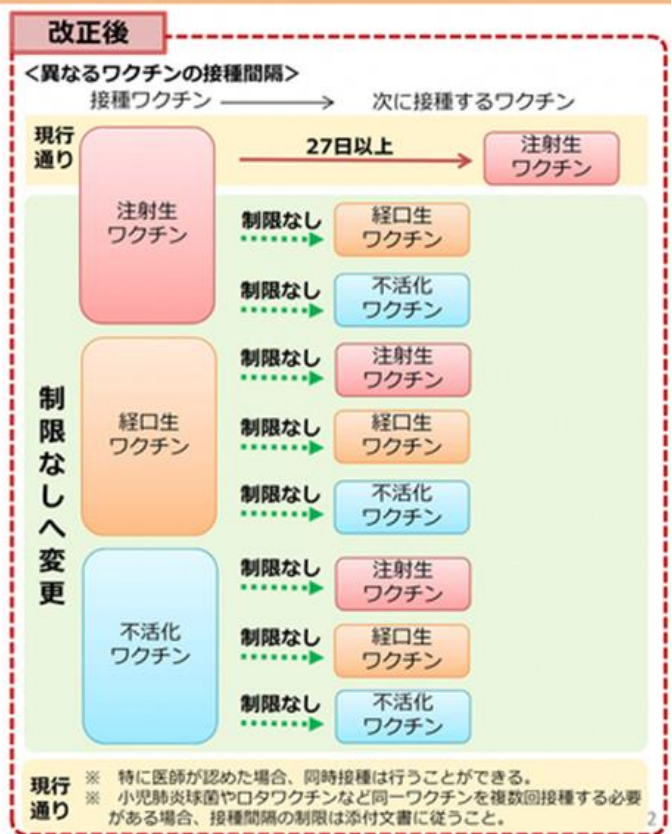 改正後
<異なるワクチンの接種間隔>
接種ワクチン
次に接種するワクチン
現行
通り
注射生
ワクチン
27日以上
注射生
ワクチン
制限なし
経口生
ワクチン
制限なし
不活化
ワクチン
制限なしへ変更
経口生
ワクチン
制限なし
注射生
ワクチン
制限なし
経口生
ワクチン
制限なし
不活化
ワクチン
不活化
ワクチン
制限なし
注射生
ワクチン
制限なし
経口生
ワクチン
制限なし
不活化
ワクチン
現行
通り
※ 特に医師が認めた場合、同時接種は行うことができる。
※ 小児肺炎球菌やロタワクチンなど同一ワクチンを複数回接種する必要
がある場合、接種間隔の制限は添付文書に従うこと。
2